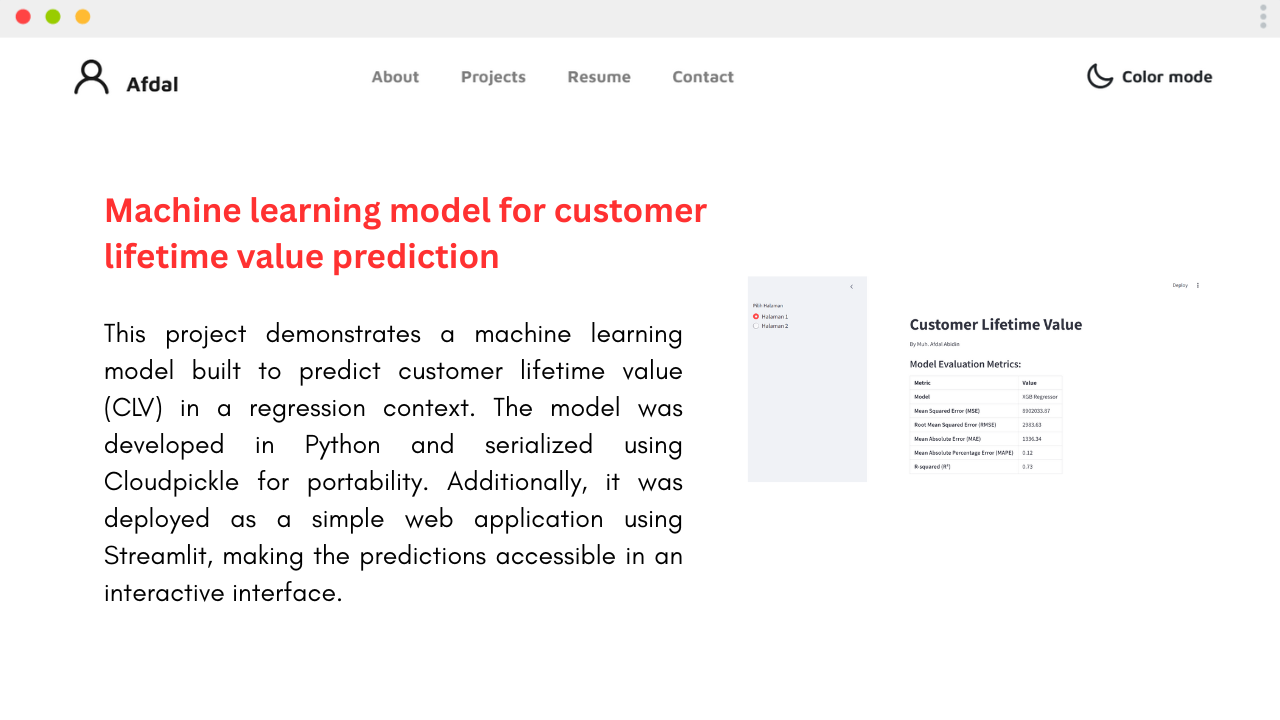 Afdal
About Projects Resume Contact
Color mode
Machine learning model for customer
lifetime value prediction
This project demonstrates a machine learning
model built to predict customer lifetime value
(CLV) in a regression context. The model was
developed in Python and serialized using
Cloudpickle for portability. Additionally, it was
deployed as a simple web application using
Streamlit, making the predictions accessible in an
interactive interface.
Halaman
Halaman 1
Halaman 2
Deploy
Customer Lifetime Value
By Muh. Afdal Abidin
Model Evaluation Metrics:
Metric Value
Model XGB Regressor
Mean Squared Error (MSE)
Root Mean Squared Error (RMSE) 2983.63
Mean Absolute Error (MAE) 1336.34
Mean Absolute Percentage Error (MAPE) 0.12
R-squared (R²) 0.73